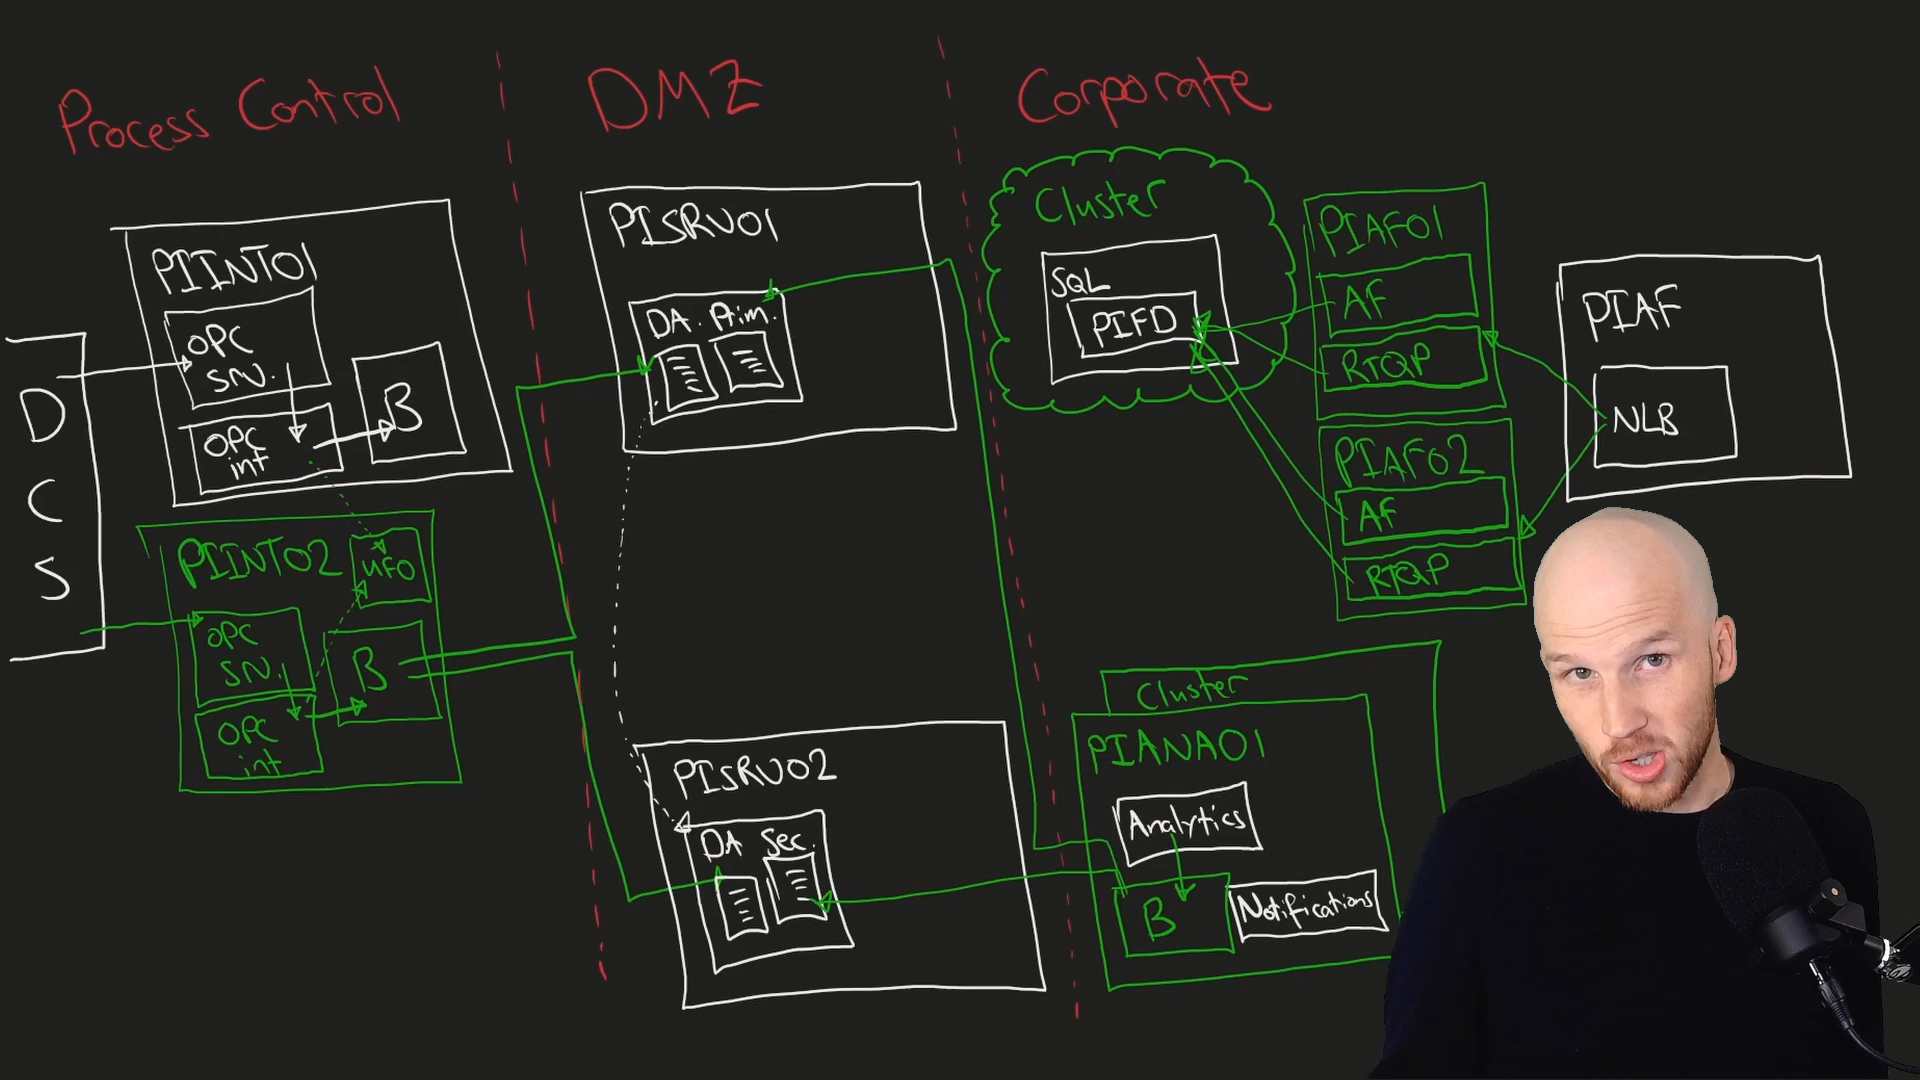 Process Control
DMZ
Corporate
DCS
PIINT01
OPC
srv.
OPC
int
B
PIINT02
UFO
OPC
srv.
OPC
int
B
PISRV01
DA. Prim.
PISRV02
DA Sec.
Cluster
SQL
PIFD
PIAF01
AF
RTQP
PIAF02
AF
RTQP
PIAF
NLB
Cluster
PIANA01
Analytics
B
Notifications